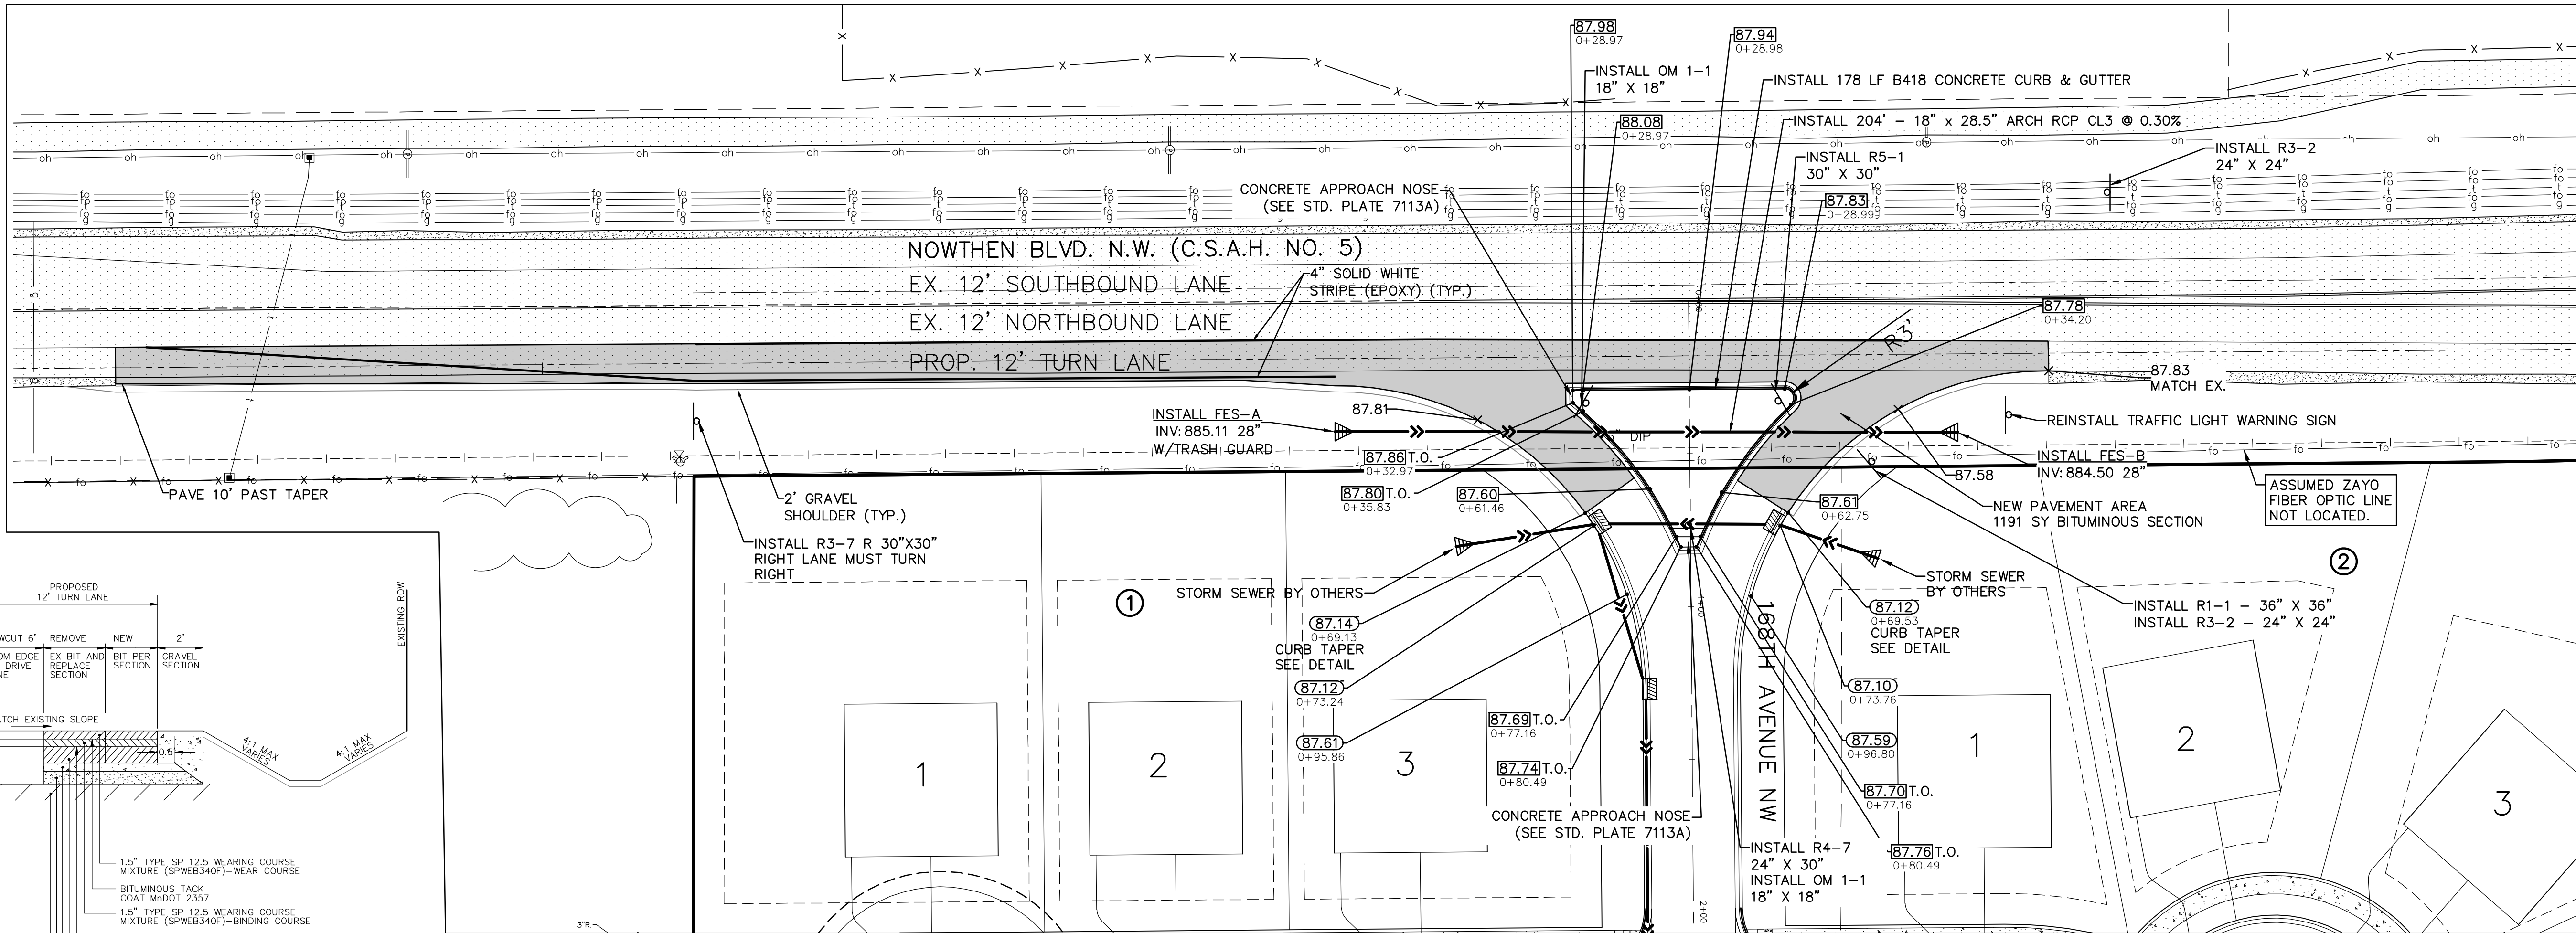 87.98
0+28.97
87.94
0+28.98
INSTALL OM 1-1
18" X 18"
INSTALL 178 LF B418 CONCRETE CURB & GUTTER
88.08
0+28.97
INSTALL 204' - 18" x 28.5" ARCH RCP CL3 @ 0.30%
INSTALL R5-1
30" X 30"
INSTALL R3-2
24" X 24"
CONCRETE APPROACH NOSE
(SEE STD. PLATE 7113A)
87.83
0+28.99
NOWTHEN BLVD. N.W. (C.S.A.H. NO. 5)
EX. 12' SOUTHBOUND LANE
4" SOLID WHITE
STRIPE (EPOXY) (TYP.)
EX. 12' NORTHBOUND LANE
87.78
0+34.20
R3'
PROP. 12' TURN LANE
87.83
MATCH EX.
INSTALL FES-A
INV: 885.11 28"
W/TRASH GUARD
87.81
REINSTALL TRAFFIC LIGHT WARNING SIGN
DIP
87.86 T.O.
0+32.97
INSTALL FES-B
INV: 884.50 28"
87.58
PAVE 10' PAST TAPER
2' GRAVEL
SHOULDER (TYP.)
87.80 T.O.
0+35.83
87.60
0+61.46
87.61
0+62.75
NEW PAVEMENT AREA
1191 SY BITUMINOUS SECTION
ASSUMED ZAYO
FIBER OPTIC LINE
NOT LOCATED.
INSTALL R3-7 R 30"X30"
RIGHT LANE MUST TURN
RIGHT
STORM SEWER BY OTHERS
STORM SEWER
BY OTHERS
1
2
INSTALL R1-1 - 36" X 36"
INSTALL R3-2 - 24" X 24"
87.14
0+69.13
CURB TAPER
SEE DETAIL
87.12
0+69.53
CURB TAPER
SEE DETAIL
1+00
168TH AVENUE NW
87.12
0+73.24
87.10
0+73.76
87.69 T.O.
0+77.16
87.61
0+95.86
87.59
0+96.80
87.74 T.O.
0+80.49
87.70 T.O.
0+77.16
CONCRETE APPROACH NOSE
(SEE STD. PLATE 7113A)
87.76 T.O.
0+80.49
INSTALL R4-7
24" X 30"
INSTALL OM 1-1
18" X 18"
2+00
1
2
3
1
2
3
PROPOSED
12' TURN LANE
WCUT 6'
OM EDGE
DRIVE
NE
REMOVE
EX BIT AND
REPLACE
SECTION
NEW
BIT PER
SECTION
2'
GRAVEL
SECTION
EXISTING ROW
ATCH EXISTING SLOPE
0.5'
4:1 MAX
VARIES
4:1 MAX
VARIES
1.5" TYPE SP 12.5 WEARING COURSE
MIXTURE (SPWEB340F)-WEAR COURSE
BITUMINOUS TACK
COAT MnDOT 2357
1.5" TYPE SP 12.5 WEARING COURSE
MIXTURE (SPWEB340F)-BINDING COURSE
3"R.